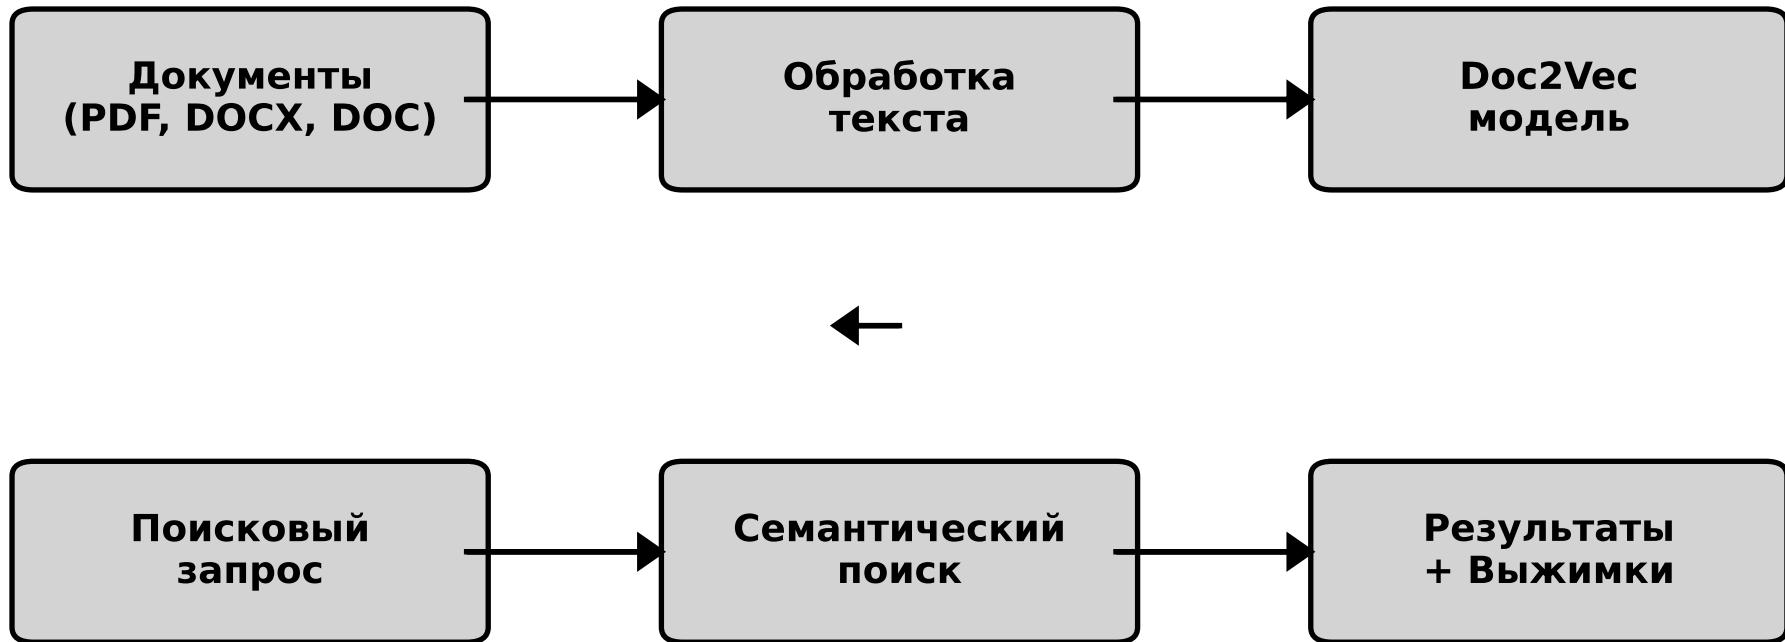 Документы
(PDF, DOCX, DOC)
Обработка
текста
Doc2Vec
модель
Поисковый
запрос
Семантический
поиск
Результаты
+ Выжимки